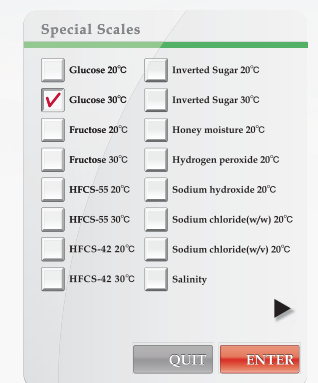 Special Scales
Glucose 20℃
Inverted Sugar 20℃
Glucose 30℃
Inverted Sugar 30℃
Fructose 20℃
Honey moisture 20℃
Fructose 30℃
Hydrogen peroxide 20℃
HFCS-55 20℃
Sodium hydroxide 20℃
HFCS-55 30℃
Sodium chloride(w/w) 20℃
HFCS-42 20℃
Sodium chloride(w/v) 20℃
HFCS-42 30℃
Salinity
QUIT
ENTER